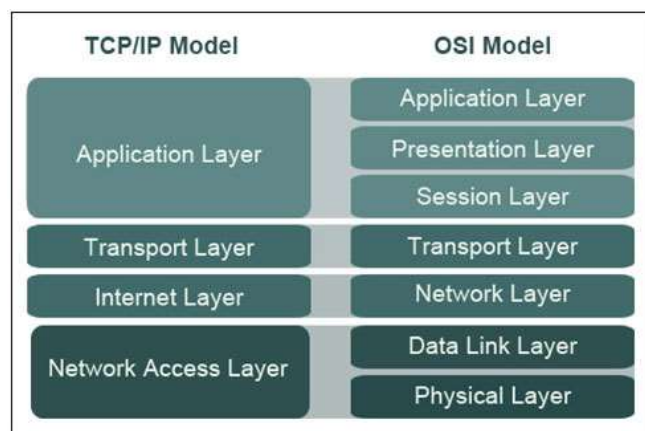 TCP/IP Model
OSI Model
Application Layer
Transport Layer
Internet Layer
Network Access Layer
Application Layer
Presentation Layer
Session Layer
Transport Layer
Network Layer
Data Link Layer
Physical Layer